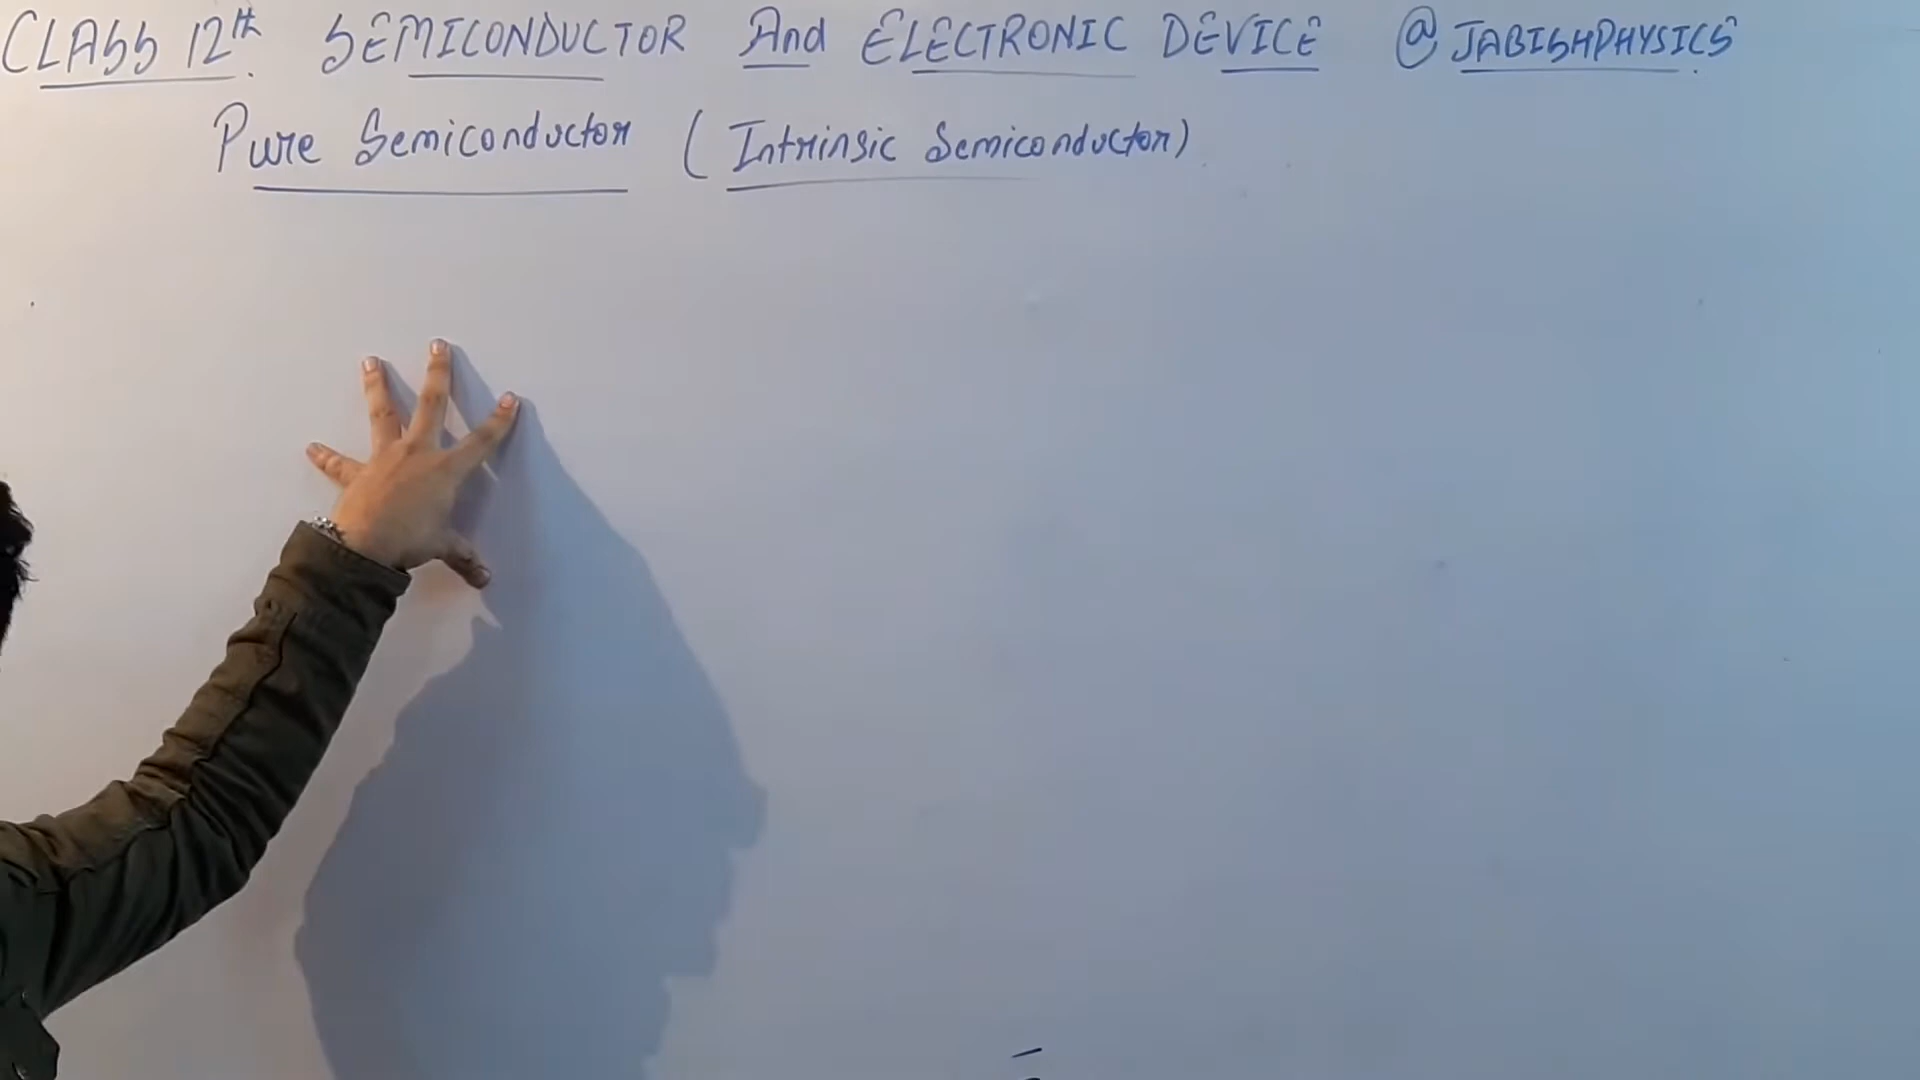 CLASS 12th. SEMICONDUCTOR And ELECTRONIC DEVICE @JABISHPHYSICS
Pure Semiconductor (Intrinsic Semiconductor)